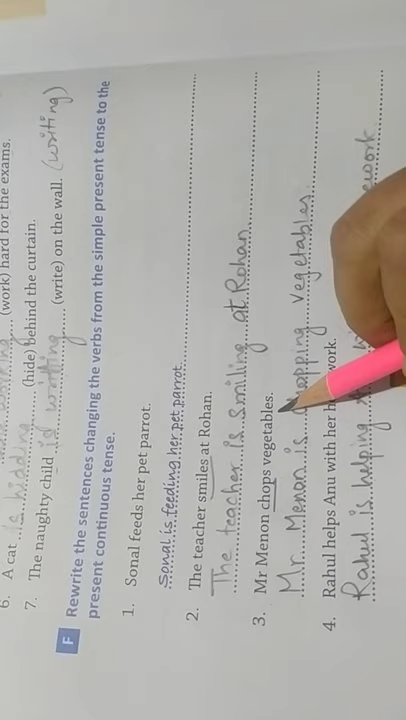 (work) hard for the exams.
6. A cat is hidding (hide) behind the curtain.
7. The naughty child is writting (write) on the wall. (writing)
F Rewrite the sentences changing the verbs from the simple present tense to the
present continuous tense.
1. Sonal feeds her pet parrot.
Sonal is feeding her pet parrot.
2. The teacher smiles at Rohan.
The teacher is smiling at Rohan
3. Mr Menon chops vegetables.
Mr Menon is vegetables.
4. Rahul helps Anu with her
Rahul is helping